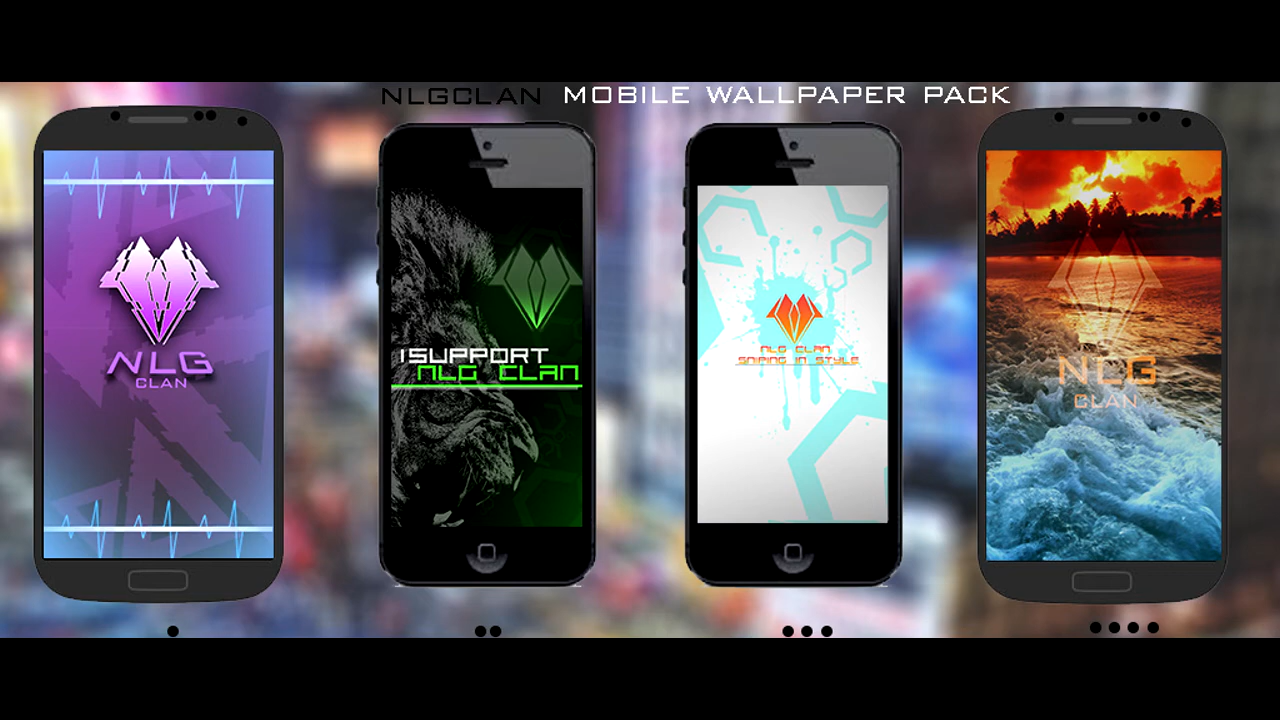 NLGCLAN MOBILE WALLPAPER PACK
NLG
CLAN
iSUPPORT
NLG CLAN
NLG CLAN
SNIPING IN STYLE
NLG
CLAN